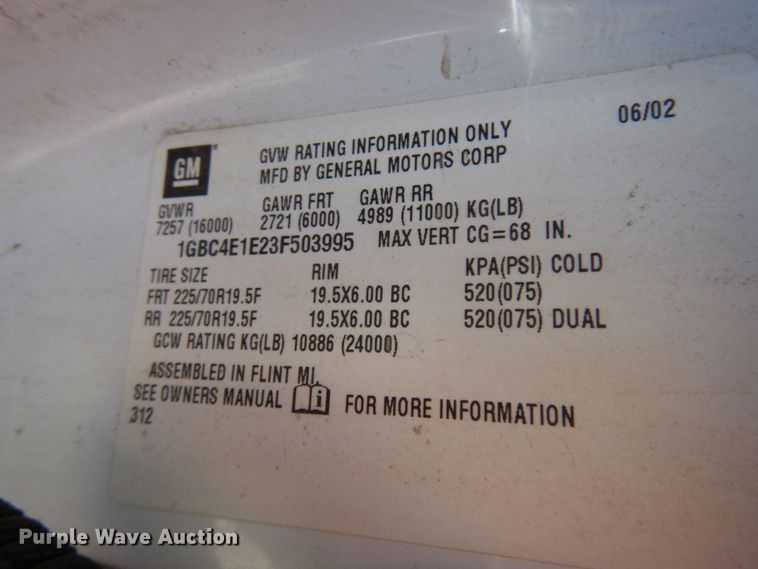 06/02
GM
GVW RATING INFORMATION ONLY
MFD BY GENERAL MOTORS CORP
GVWR GAWR FRT GAWR RR
7257 (16000) 2721 (6000) 4989 (11000) KG(LB)
1GBC4E1E23F503995 MAX VERT CG=68 IN.
TIRE SIZE RIM KPA(PSI) COLD
FRT 225/70R19.5F 19.5X6.00 BC 520(075)
RR 225/70R19.5F 19.5X6.00 BC 520(075) DUAL
GCW RATING KG(LB) 10886 (24000)
ASSEMBLED IN FLINT MI.
SEE OWNERS MANUAL i FOR MORE INFORMATION
312
Purple Wave Auction